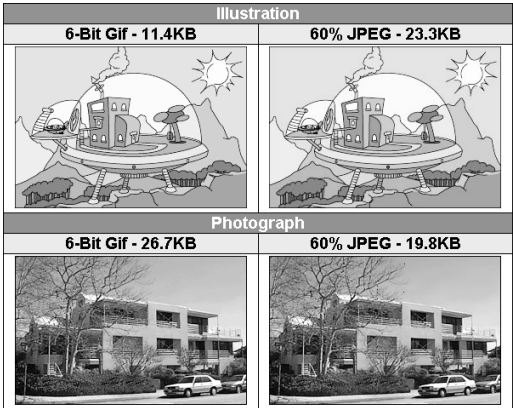 Illustration
6-Bit Gif - 11.4KB
60% JPEG - 23.3KB
Photograph
6-Bit Gif - 26.7KB
60% JPEG - 19.8KB